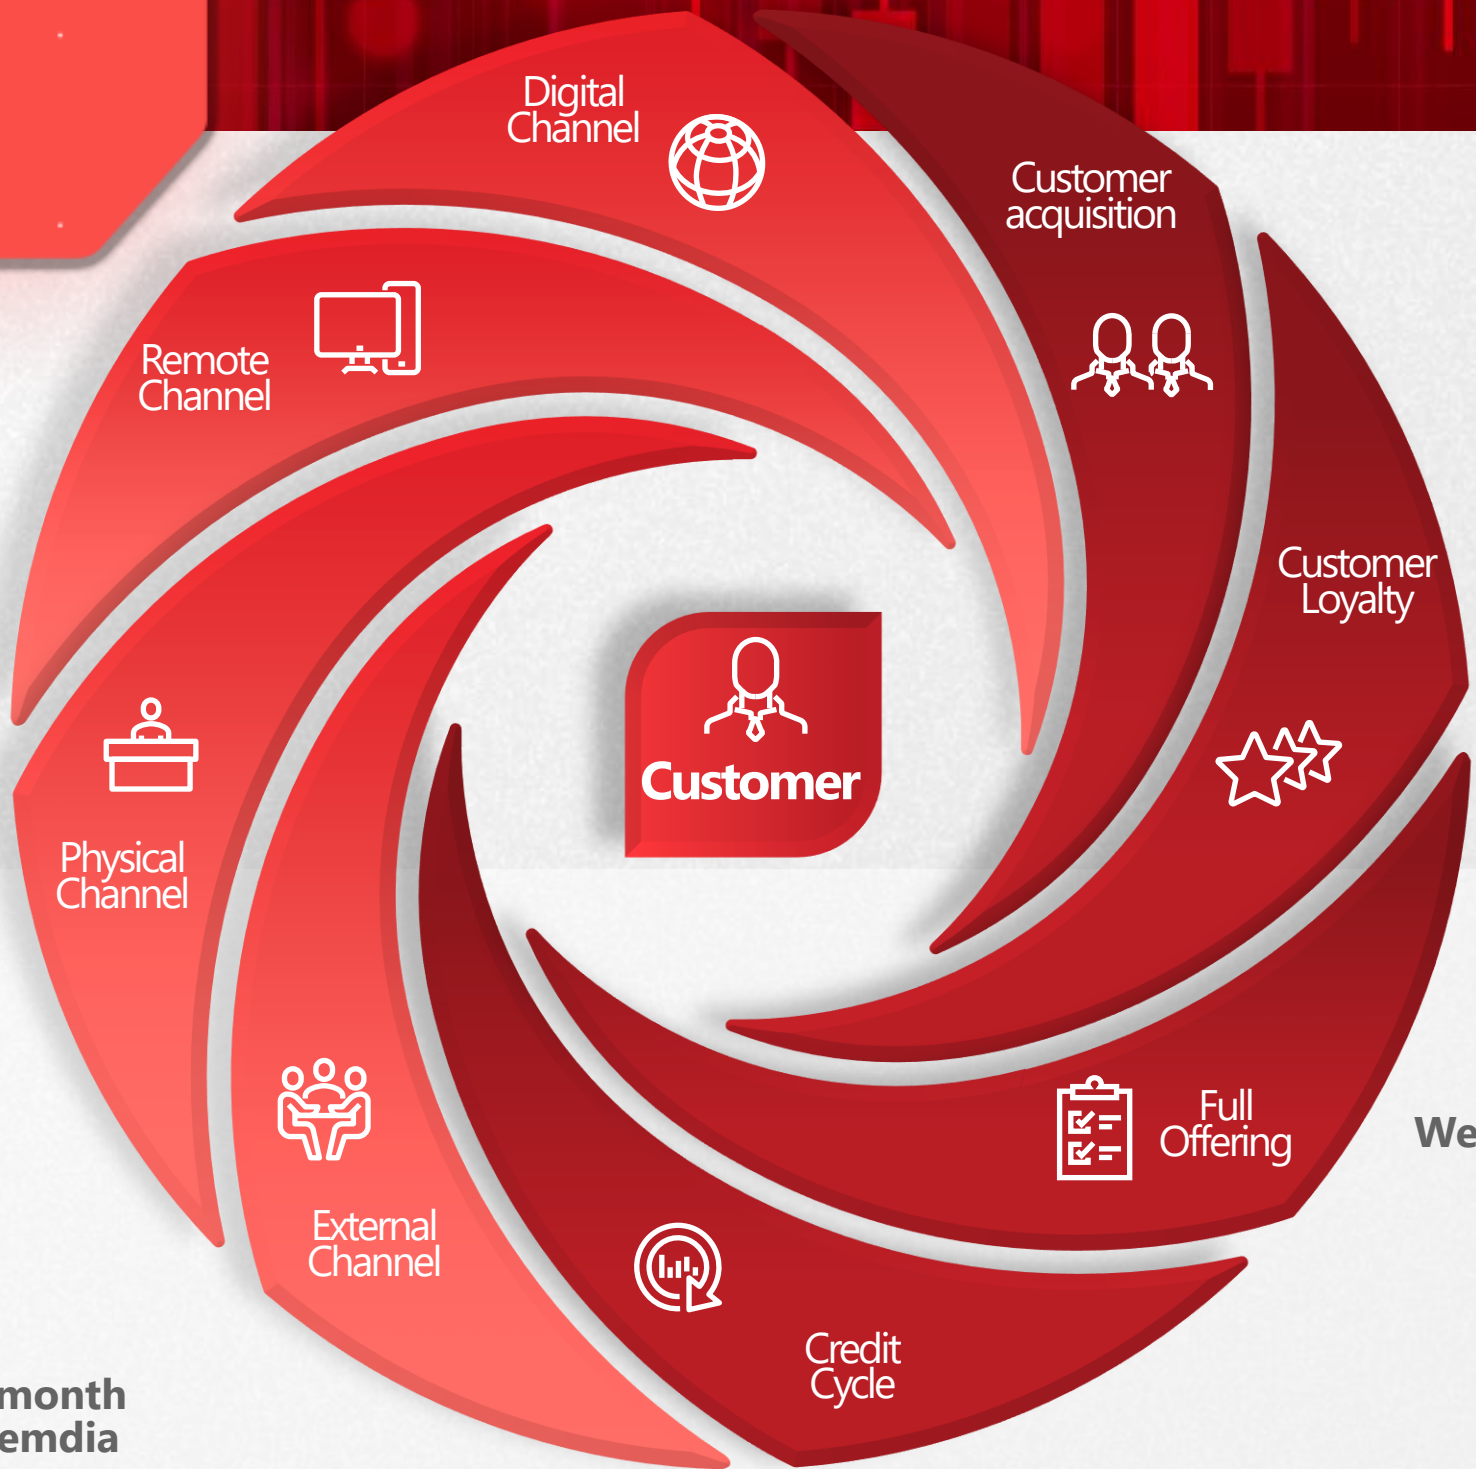 Digital
Channel
Customer
acquisition
Remote
Channel
Customer
Loyalty
Customer
Physical
Channel
Full
Offering
We
External
Channel
Credit
Cycle
month
emdia